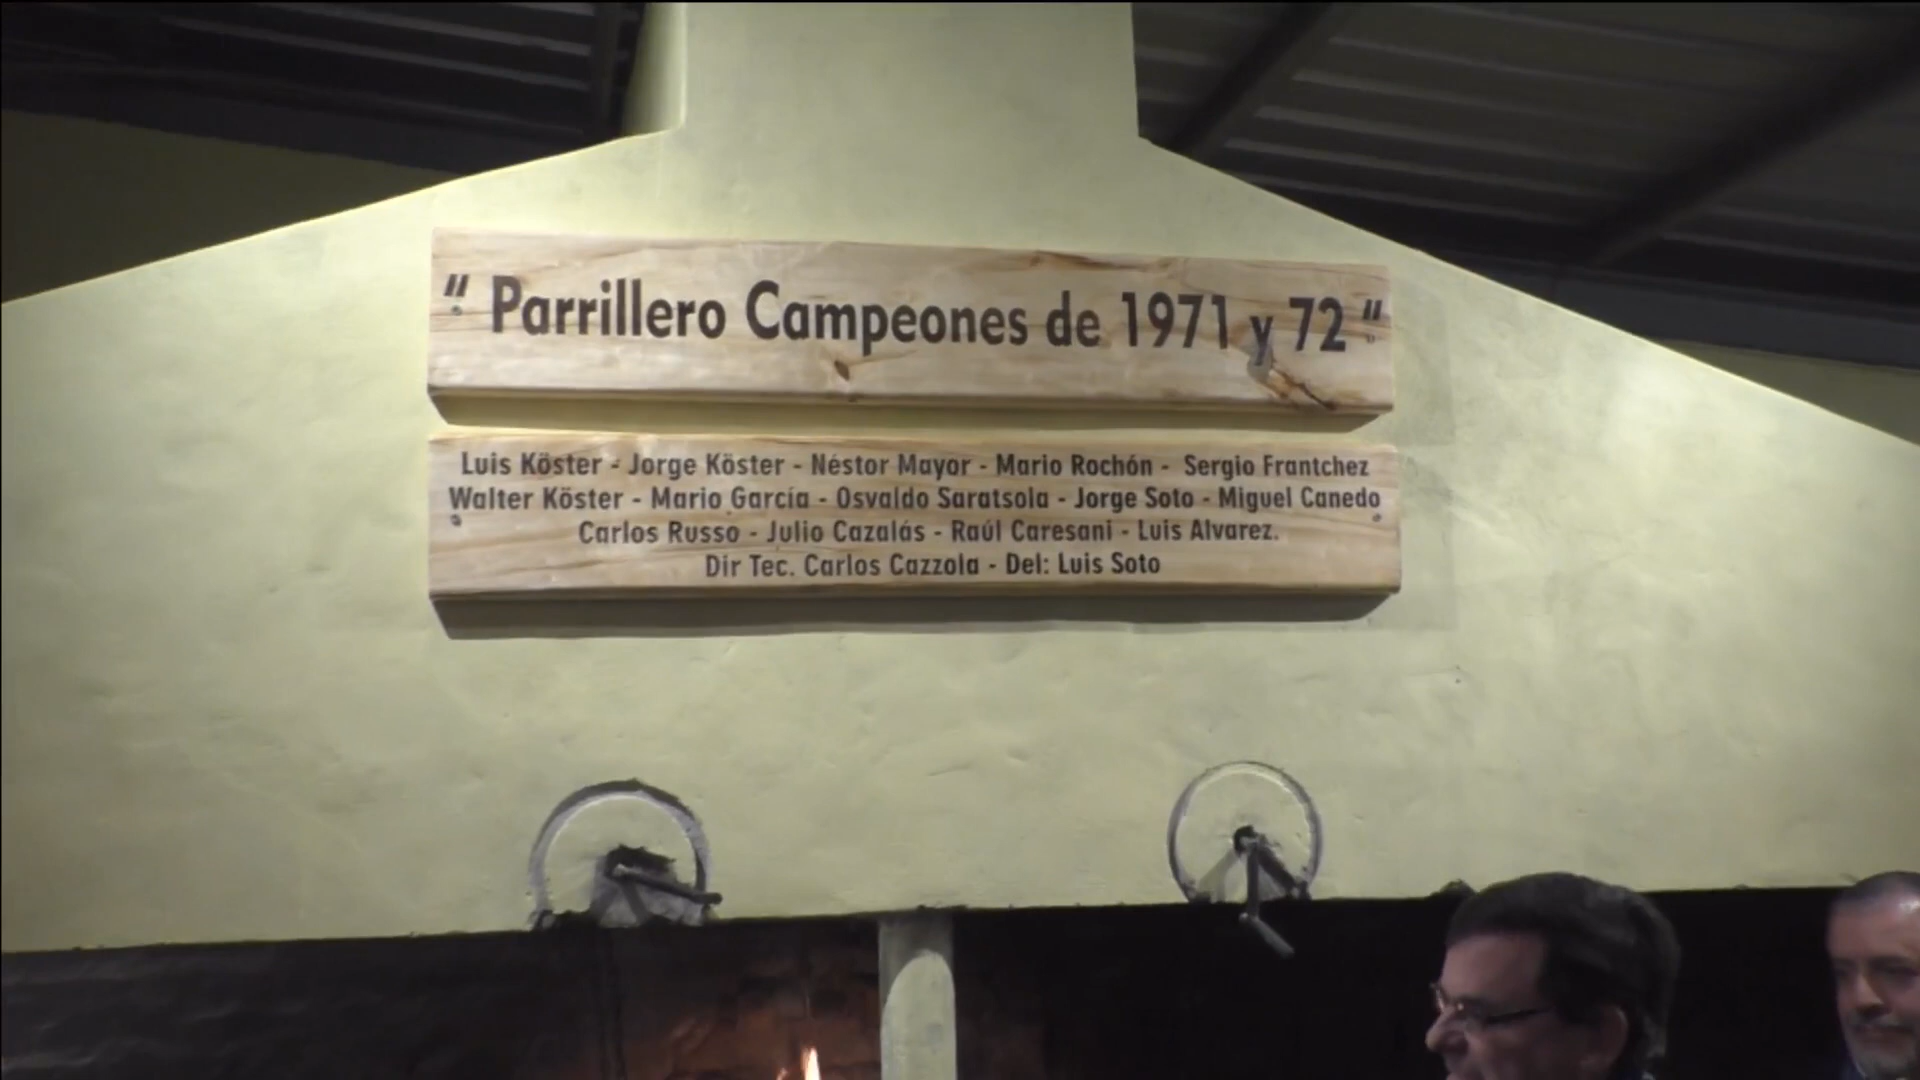 “ Parrillero Campeones de 1971 y 72 “
Luis Köster - Jorge Köster - Néstor Mayor - Mario Rochón - Sergio Frantchez
Walter Köster - Mario García - Osvaldo Saratsola - Jorge Soto - Miguel Canedo
Carlos Russo - Julio Cazalás - Raúl Caresani - Luis Alvarez.
Dir Tec. Carlos Cazzola - Del: Luis Soto